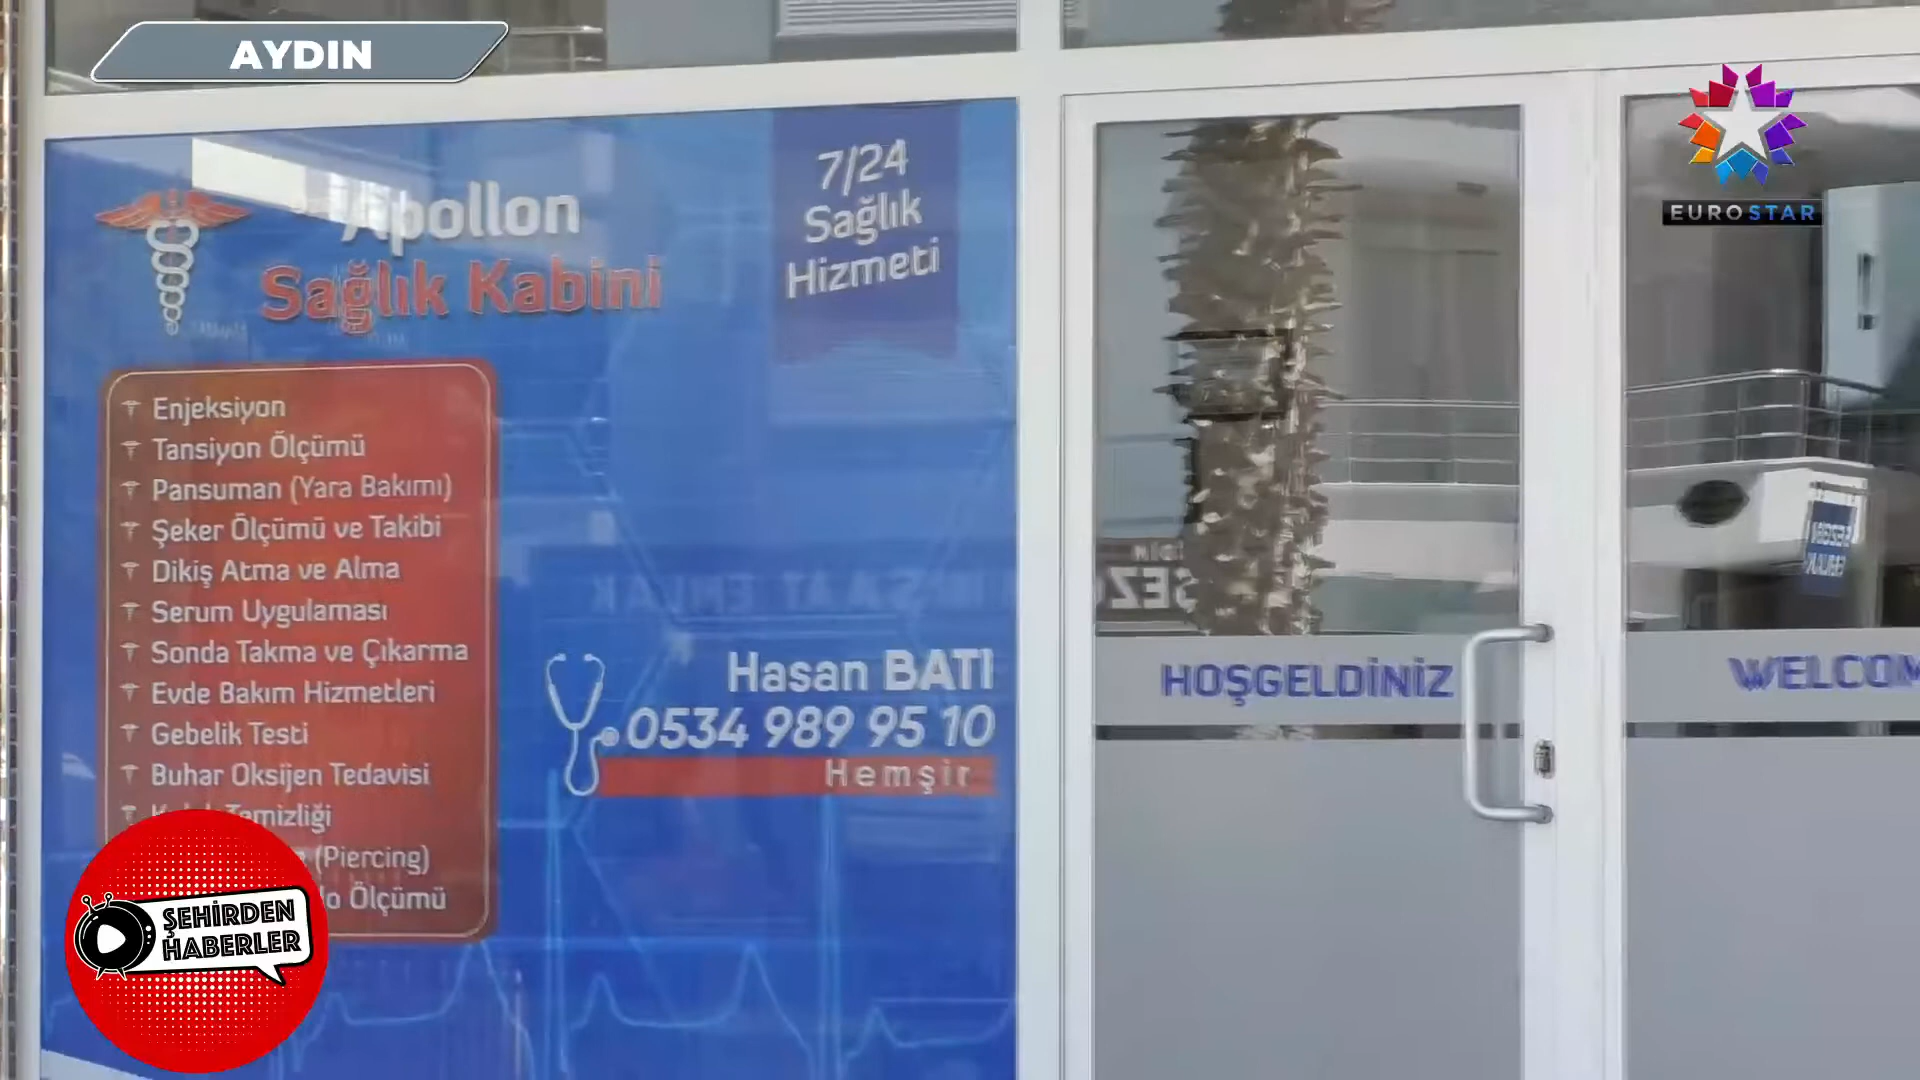 AYDIN
EUROSTAR
7/24
Sağlık
Hizmeti
Apollon
Sağlık Kabini
Enjeksiyon
Tansiyon Ölçümü
Pansuman (Yara Bakımı)
Şeker Ölçümü ve Takibi
Dikiş Atma ve Alma
Serum Uygulaması
Sonda Takma ve Çıkarma
Evde Bakım Hizmetleri
Gebelik Testi
Buhar Oksijen Tedavisi
Temizliği
(Piercing)
Ölçümü
Hasan BATI
0534 989 95 10
Hemşir
HOŞGELDİNİZ
WELCOM
ŞEHİRDEN
HABERLER